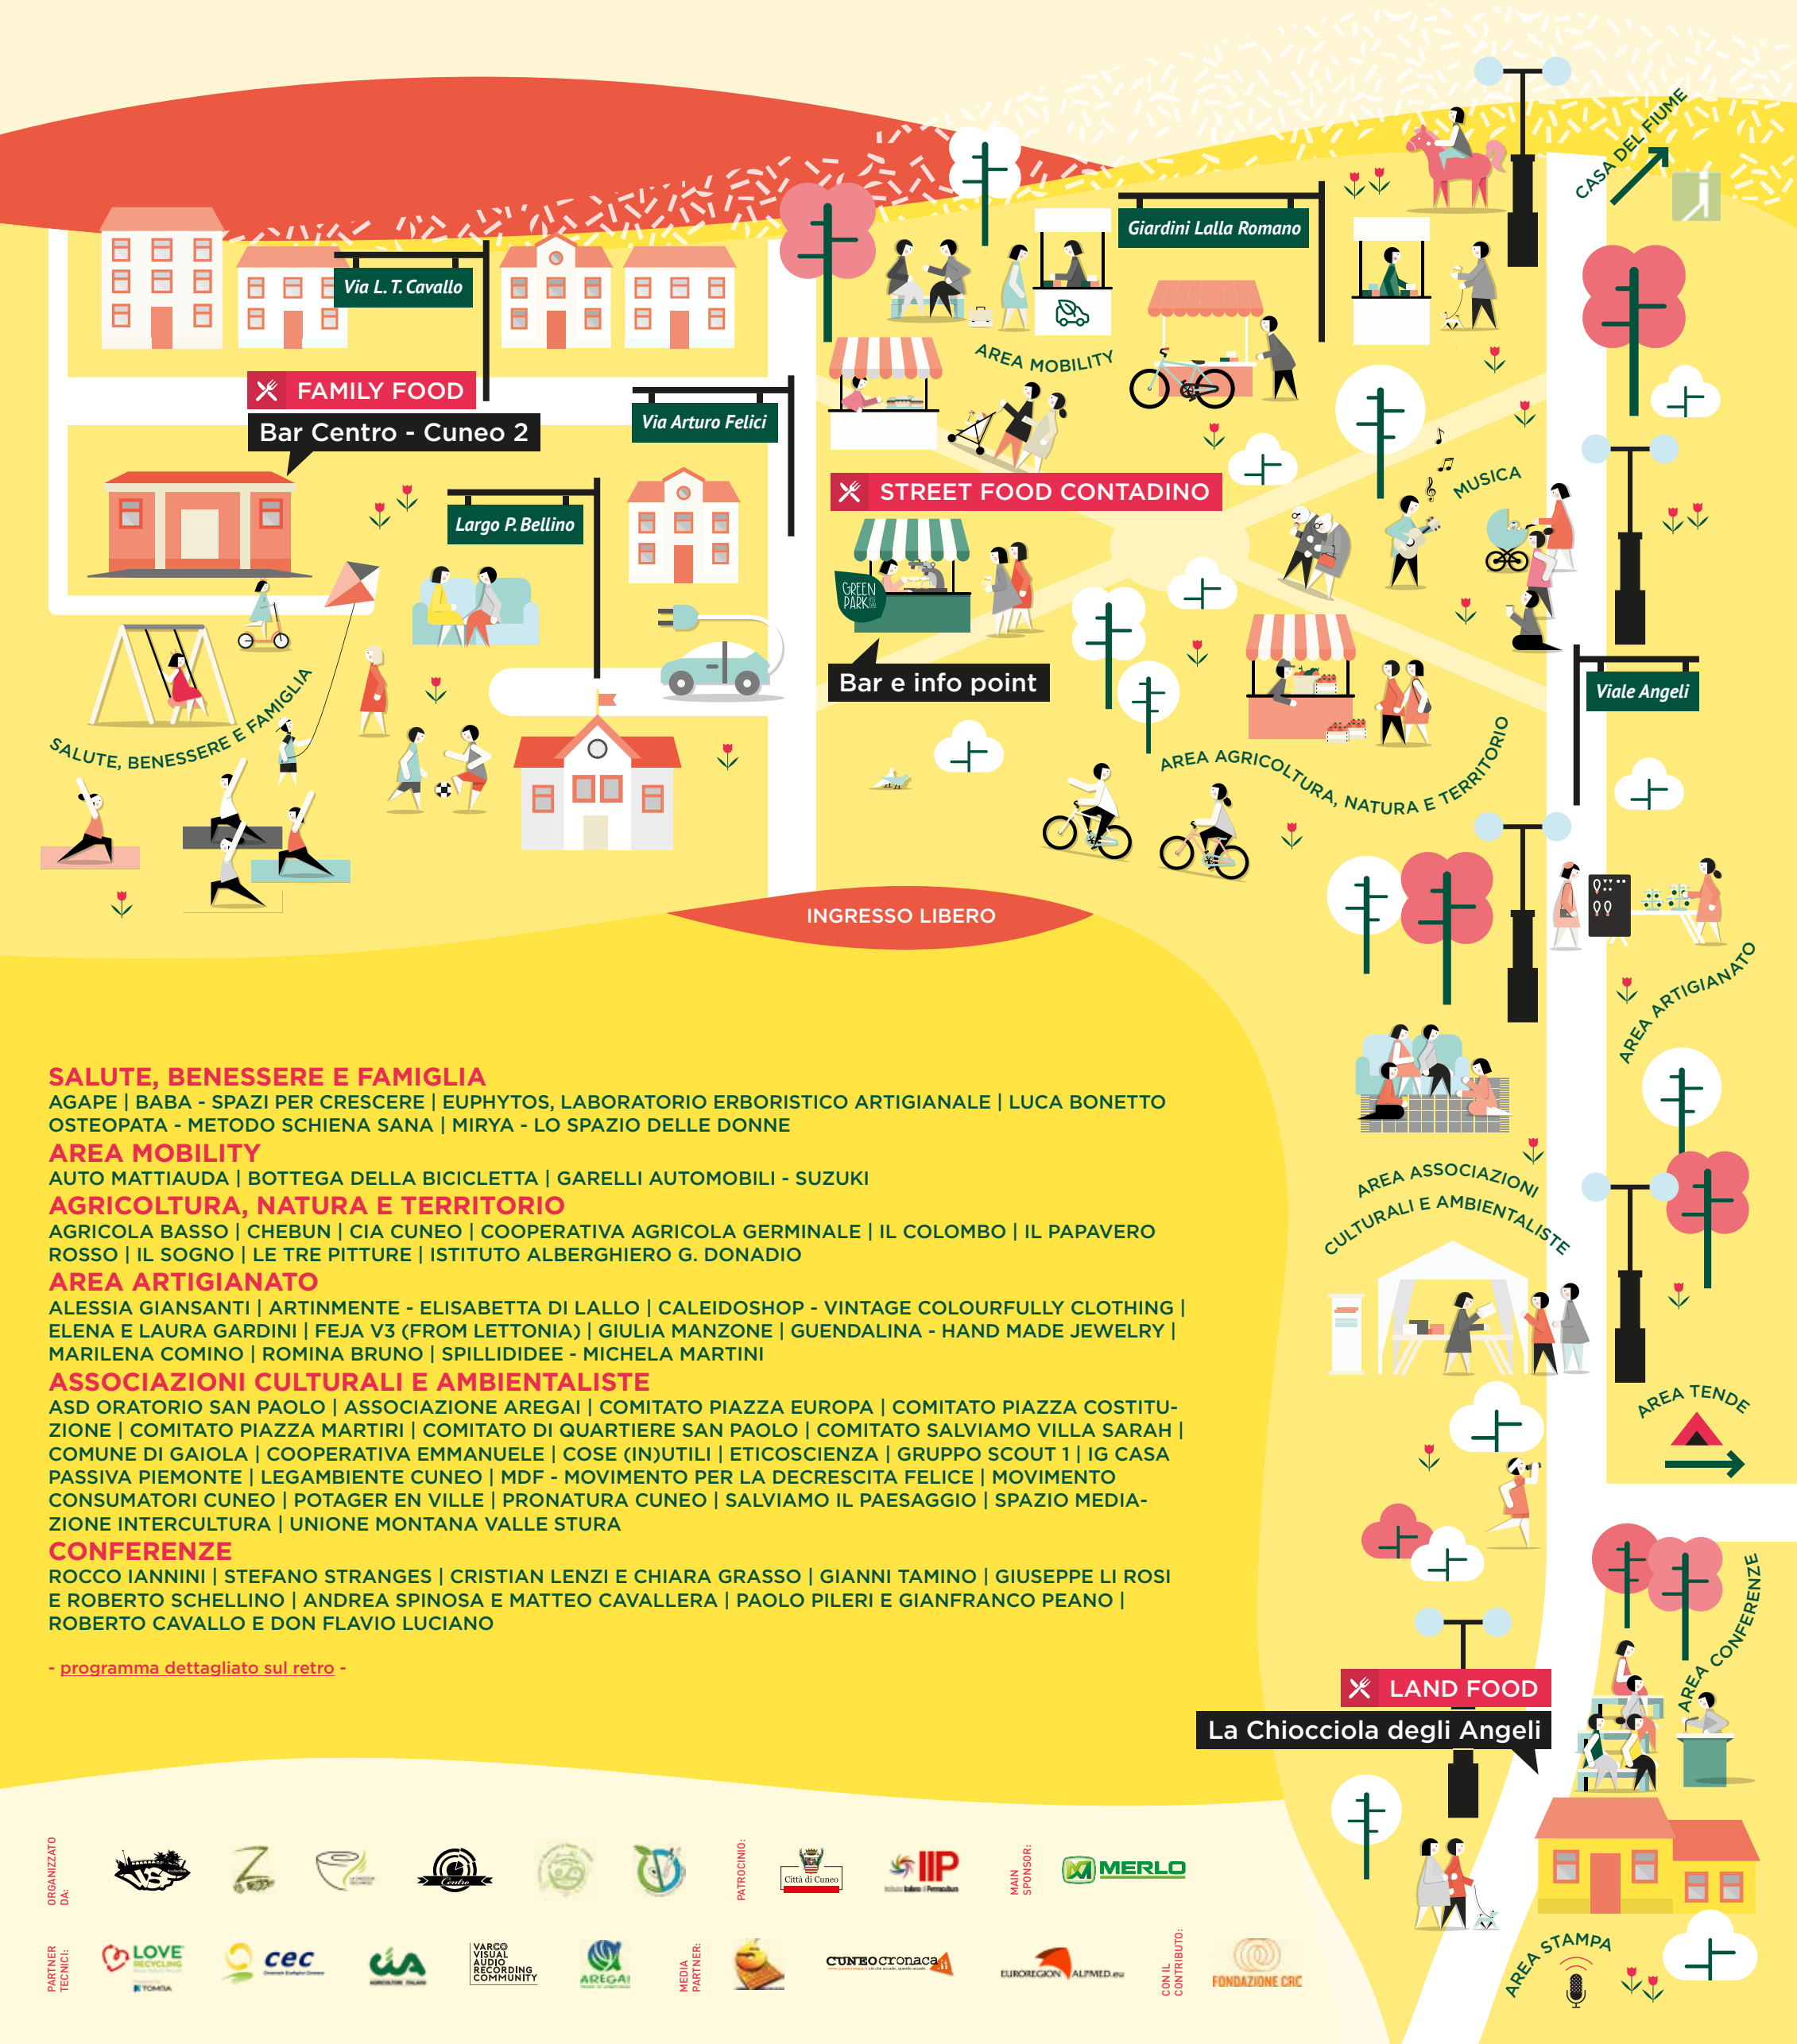 CASA DEL FIUME
Giardini Lalla Romano
Via L. T. Cavallo
AREA MOBILITY
FAMILY FOOD
Bar Centro - Cuneo 2
Via Arturo Felici
STREET FOOD CONTADINO
MUSICA
Largo P. Bellino
GREEN
PARK
Bar e info point
Viale Angeli
SALUTE, BENESSERE E FAMIGLIA
AREA AGRICOLTURA, NATURA E TERRITORIO
INGRESSO LIBERO
AREA ARTIGIANATO
SALUTE, BENESSERE E FAMIGLIA
AGAPE | BABA - SPAZI PER CRESCERE | EUPHYTOS, LABORATORIO ERBORISTICO ARTIGIANALE | LUCA BONETTO
OSTEOPATA - METODO SCHIENA SANA | MIRYA - LO SPAZIO DELLE DONNE
AREA MOBILITY
AUTO MATTIAUDA | BOTTEGA DELLA BICICLETTA | GARELLI AUTOMOBILI - SUZUKI
AGRICOLTURA, NATURA E TERRITORIO
AGRICOLA BASSO | CHEBUN | CIA CUNEO | COOPERATIVA AGRICOLA GERMINALE | IL COLOMBO | IL PAPAVERO
ROSSO | IL SOGNO | LE TRE PITTURE | ISTITUTO ALBERGHIERO G. DONADIO
AREA ARTIGIANATO
ALESSIA GIANSANTI | ARTINMENTE - ELISABETTA DI LALLO | CALEIDOSHOP - VINTAGE COLOURFULLY CLOTHING |
ELENA E LAURA GARDINI | FEJA V3 (FROM LETTONIA) | GIULIA MANZONE | GUENDALINA - HAND MADE JEWELRY |
MARILENA COMINO | ROMINA BRUNO | SPILLIDIDEE - MICHELA MARTINI
ASSOCIAZIONI CULTURALI E AMBIENTALISTE
ASD ORATORIO SAN PAOLO | ASSOCIAZIONE AREGAI | COMITATO PIAZZA EUROPA | COMITATO PIAZZA COSTITU-
ZIONE | COMITATO PIAZZA MARTIRI | COMITATO DI QUARTIERE SAN PAOLO | COMITATO SALVIAMO VILLA SARAH |
COMUNE DI GAIOLA | COOPERATIVA EMMANUELE | COSE (IN)UTILI | ETICOSCIENZA | GRUPPO SCOUT 1 | IG CASA
PASSIVA PIEMONTE | LEGAMBIENTE CUNEO | MDF - MOVIMENTO PER LA DECRESCITA FELICE | MOVIMENTO
CONSUMATORI CUNEO | POTAGER EN VILLE | PRONATURA CUNEO | SALVIAMO IL PAESAGGIO | SPAZIO MEDIA-
ZIONE INTERCULTURA | UNIONE MONTANA VALLE STURA
CONFERENZE
ROCCO IANNINI | STEFANO STRANGES | CRISTIAN LENZI E CHIARA GRASSO | GIANNI TAMINO | GIUSEPPE LI ROSI
E ROBERTO SCHELLINO | ANDREA SPINOSA E MATTEO CAVALLERA | PAOLO PILERI E GIANFRANCO PEANO |
ROBERTO CAVALLO E DON FLAVIO LUCIANO
- programma dettagliato sul retro -
AREA ASSOCIAZIONI
CULTURALI E AMBIENTALISTE
AREA TENDE
AREA CONFERENZE
LAND FOOD
La Chiocciola degli Angeli
AREA STAMPA
ORGANIZZATO
DA:
Centro
PATROCINIO:
Città di Cuneo
IIP
Istituto Italiano di Permacultura
MAIN
SPONSOR:
MERLO
PARTNER
TECNICI:
LOVE
RECYCLING
TOMRA
cec
CIA
AGRICOLTORI ITALIANI
VARCO
VISUAL
AUDIO
RECORDING
COMMUNITY
AREGAI
MEDIA
PARTNER:
CUNEOcronaca.it
EUROREGION ALPMED.eu
CON IL
CONTRIBUTO:
FONDAZIONE CRC